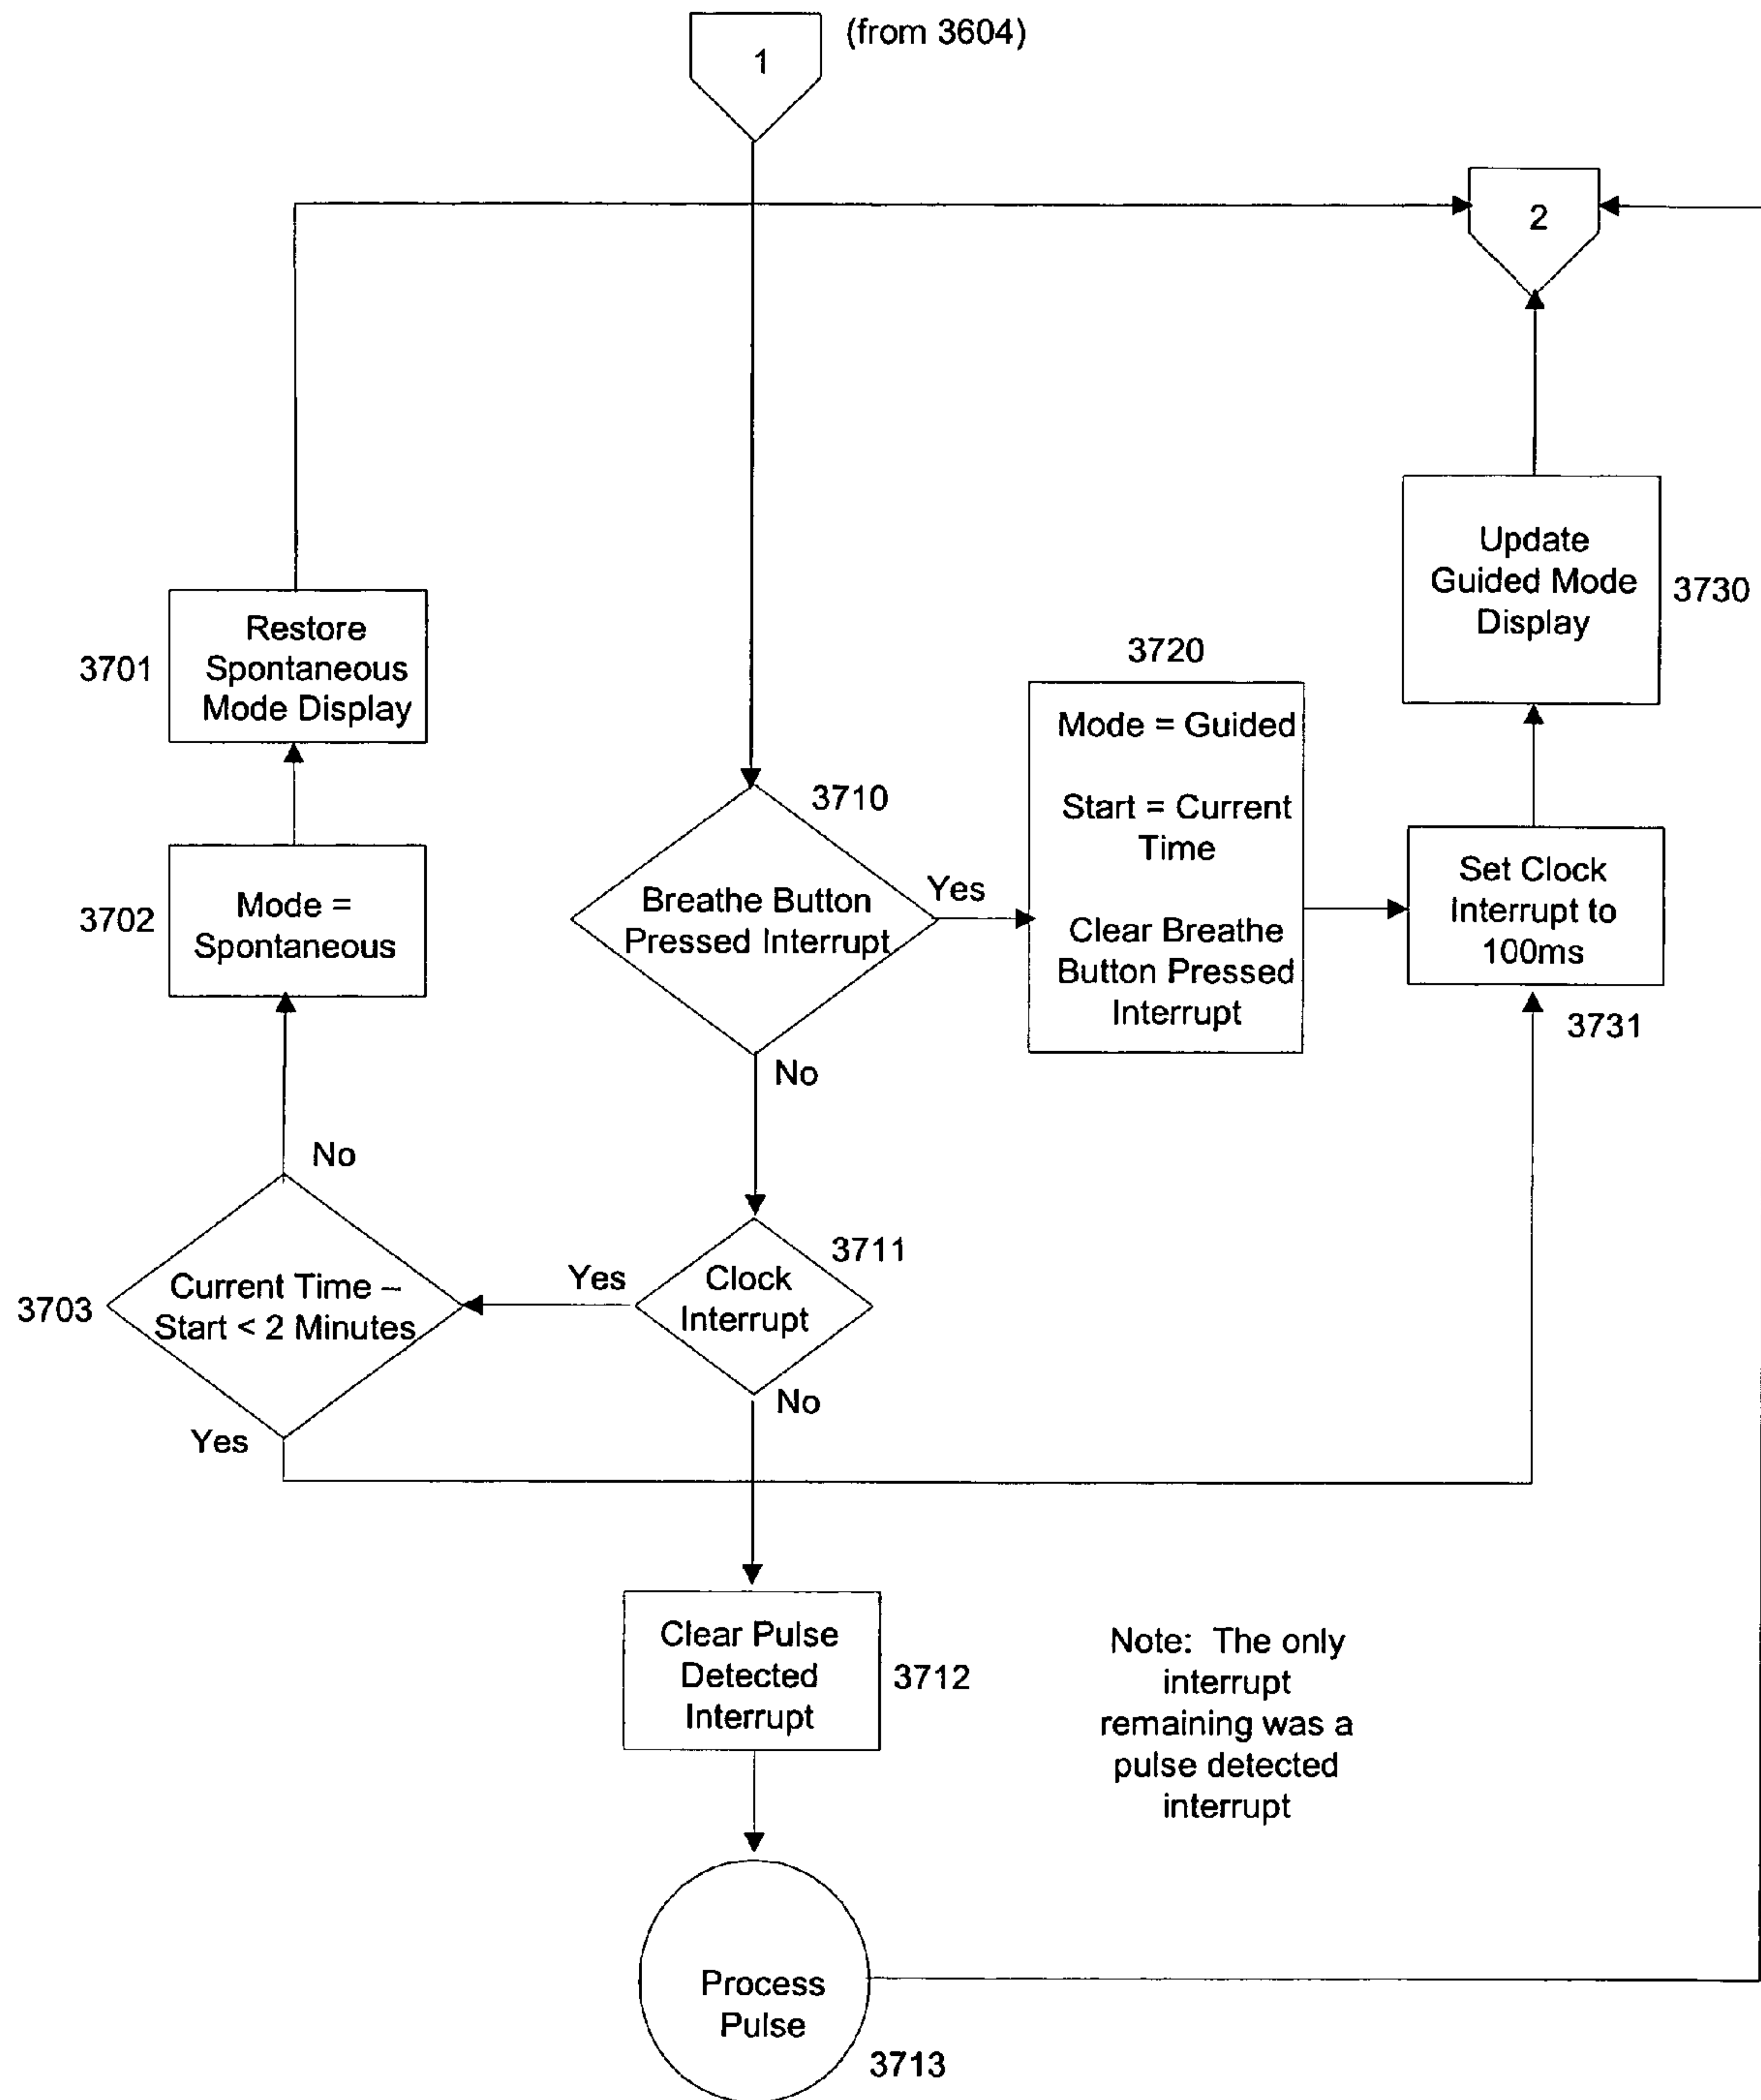 1
(from 3604)
2
Update
Guided Mode
Display
3730
Restore
Spontaneous
Mode Display
3701
3720
Mode = Guided
Start = Current
Time
Clear Breathe
Button Pressed
Interrupt
3710
Breathe Button
Pressed Interrupt
Yes
No
Set Clock
Interrupt to
100ms
3731
Mode =
Spontaneous
3702
No
Current Time –
Start < 2 Minutes
3703
Yes
Yes
3711
Clock
Interrupt
No
Clear Pulse
Detected
Interrupt
3712
Note: The only
interrupt
remaining was a
pulse detected
interrupt
Process
Pulse
3713